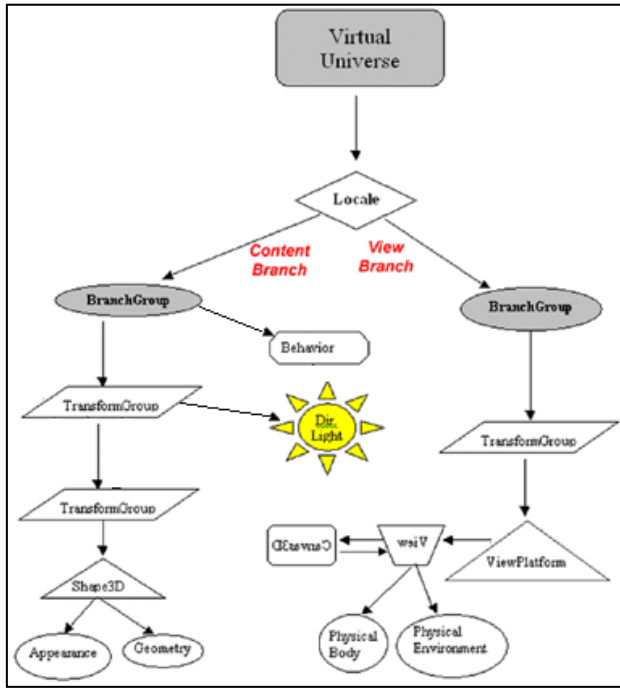 Virtual
Universe
Locale
Content
Branch
View
Branch
BranchGroup
BranchGroup
Behavior
TransformGroup
Dir.
Light
TransformGroup
TransformGroup
Canvas3D
View
ViewPlatform
Shape3D
Appearance
Geometry
Physical
Body
Physical
Environment